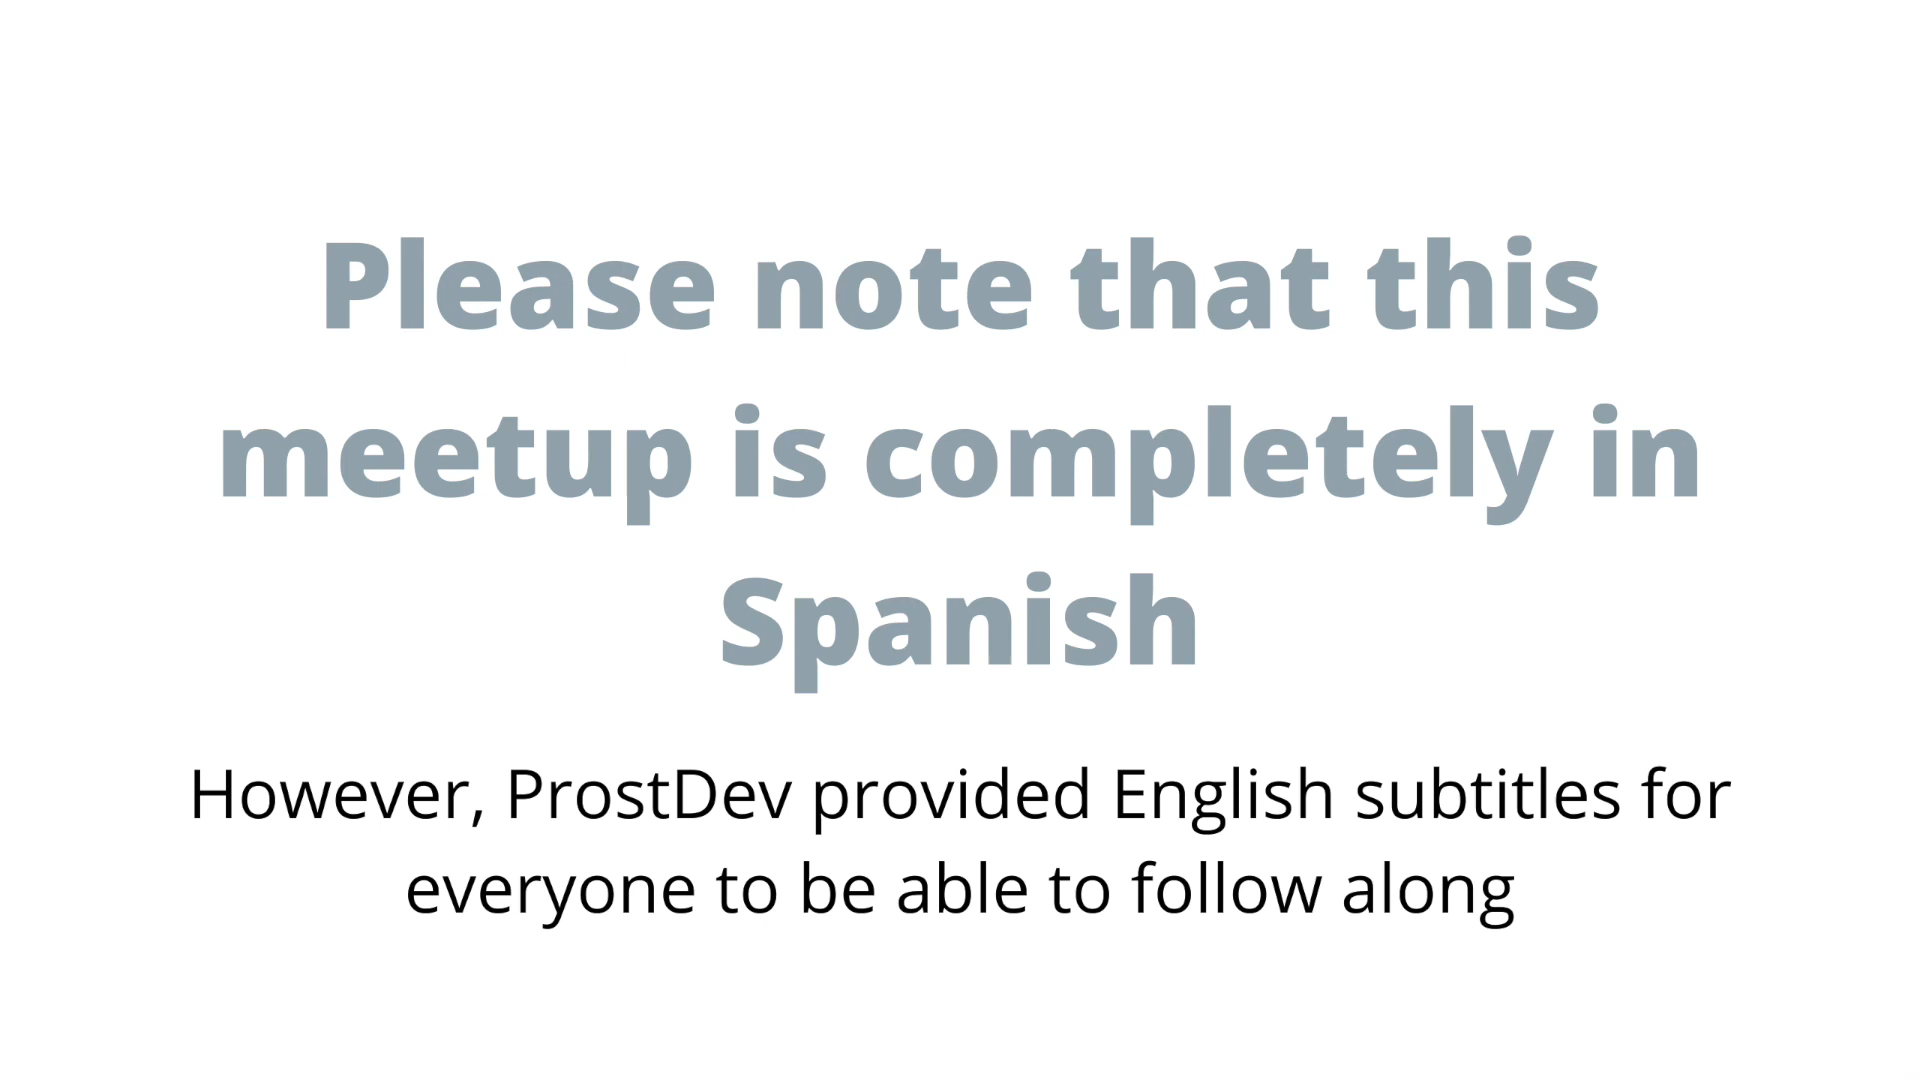 Please note that this
meetup is completely in
Spanish
However, ProstDev provided English subtitles for
everyone to be able to follow along